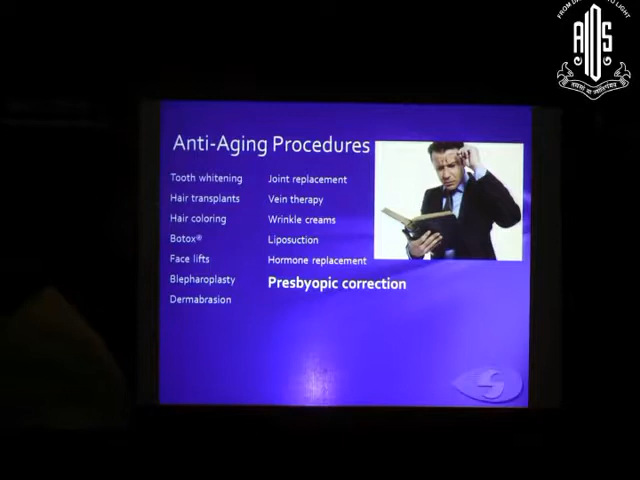 Anti-Aging Procedures
Tooth whitening
Hair transplants
Hair coloring
Botox®
Face lifts
Blepharoplasty
Dermabrasion
Joint replacement
Vein therapy
Wrinkle creams
Liposuction
Hormone replacement
Presbyopic correction
AIOS